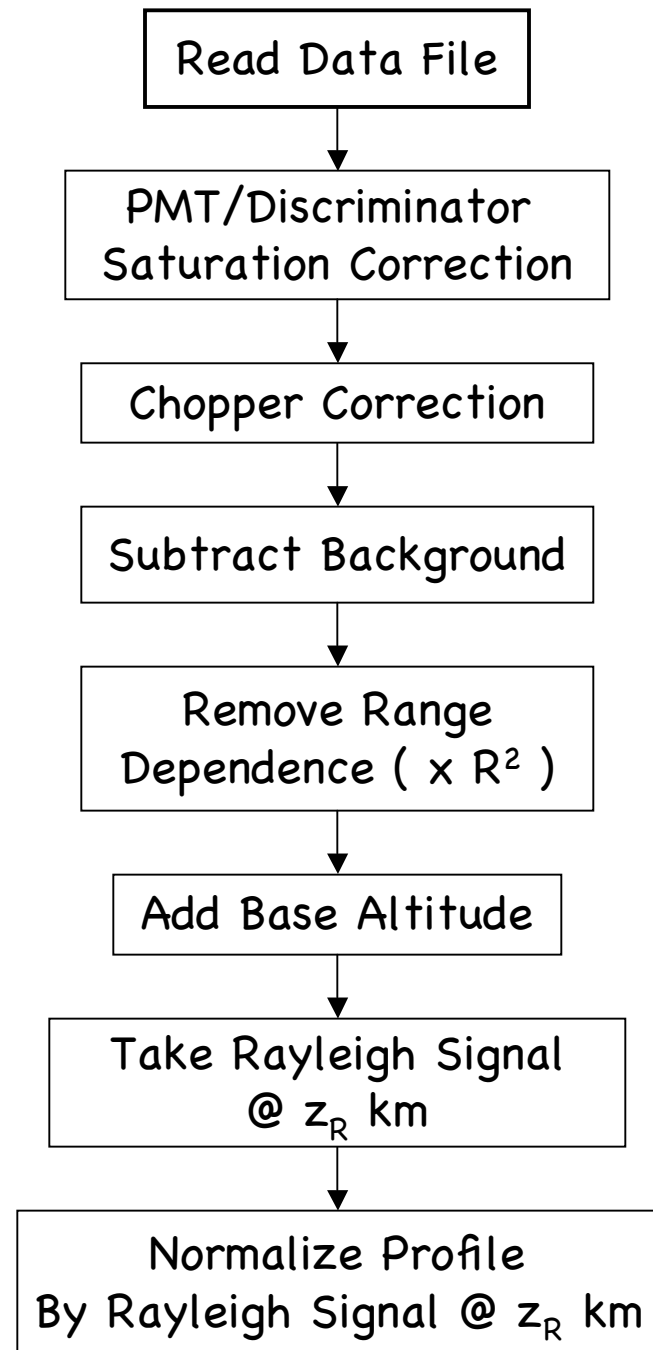 Read Data File
PMT/Discriminator
Saturation Correction
Chopper Correction
Subtract Background
Remove Range
Dependence ( x R² )
Add Base Altitude
Take Rayleigh Signal
@ z_R km
Normalize Profile
By Rayleigh Signal @ z_R km